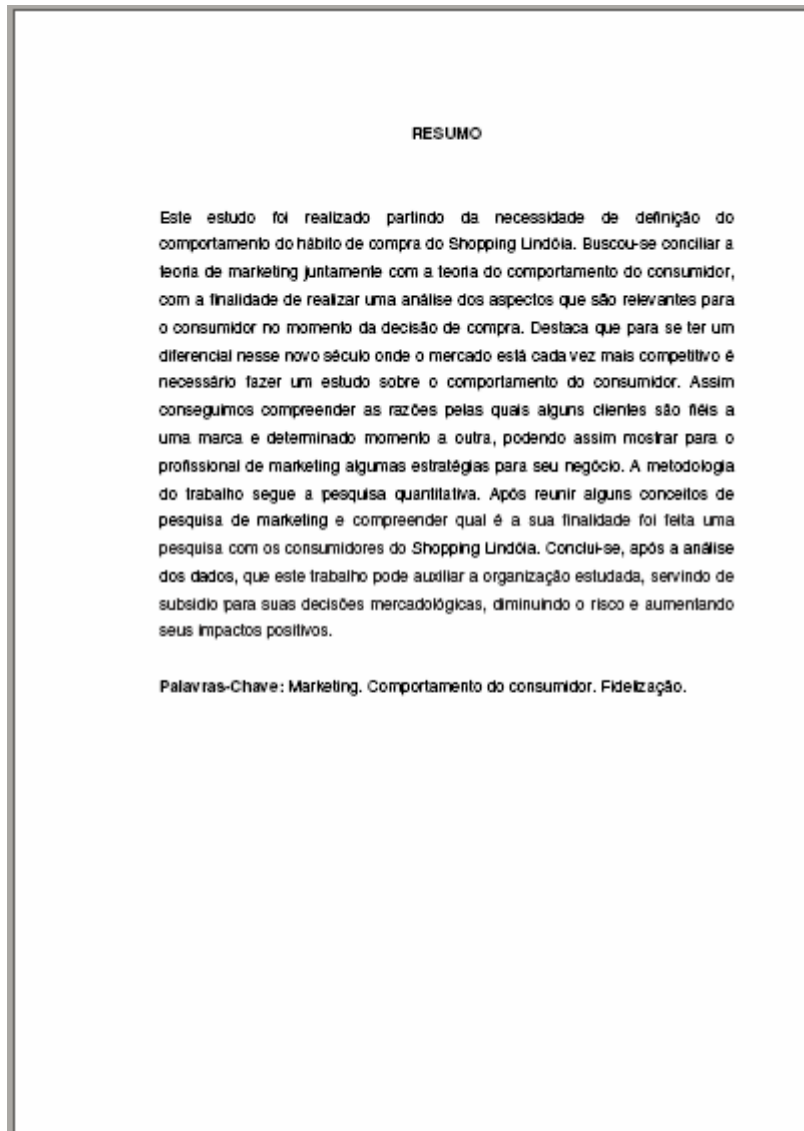 RESUMO
Este estudo foi realizado partindo da necessidade de definição do
comportamento do hábito de compra do Shopping Lindóia. Buscou-se conciliar a
teoria de marketing juntamente com a teoria do comportamento do consumidor,
com a finalidade de realizar uma análise dos aspectos que são relevantes para
o consumidor no momento da decisão de compra. Destaca que para se ter um
diferencial nesse novo século onde o mercado está cada vez mais competitivo é
necessário fazer um estudo sobre o comportamento do consumidor. Assim
conseguimos compreender as razões pelas quais alguns clientes são fiéis a
uma marca e determinado momento a outra, podendo assim mostrar para o
profissional de marketing algumas estratégias para seu negócio. A metodologia
do trabalho segue a pesquisa quantitativa. Após reunir alguns conceitos de
pesquisa de marketing e compreender qual é a sua finalidade foi feita uma
pesquisa com os consumidores do Shopping Lindóia. Conclui-se, após a análise
dos dados, que este trabalho pode auxiliar a organização estudada, servindo de
subsídio para suas decisões mercadológicas, diminuindo o risco e aumentando
seus impactos positivos.
Palavras-Chave: Marketing. Comportamento do consumidor. Fidelização.